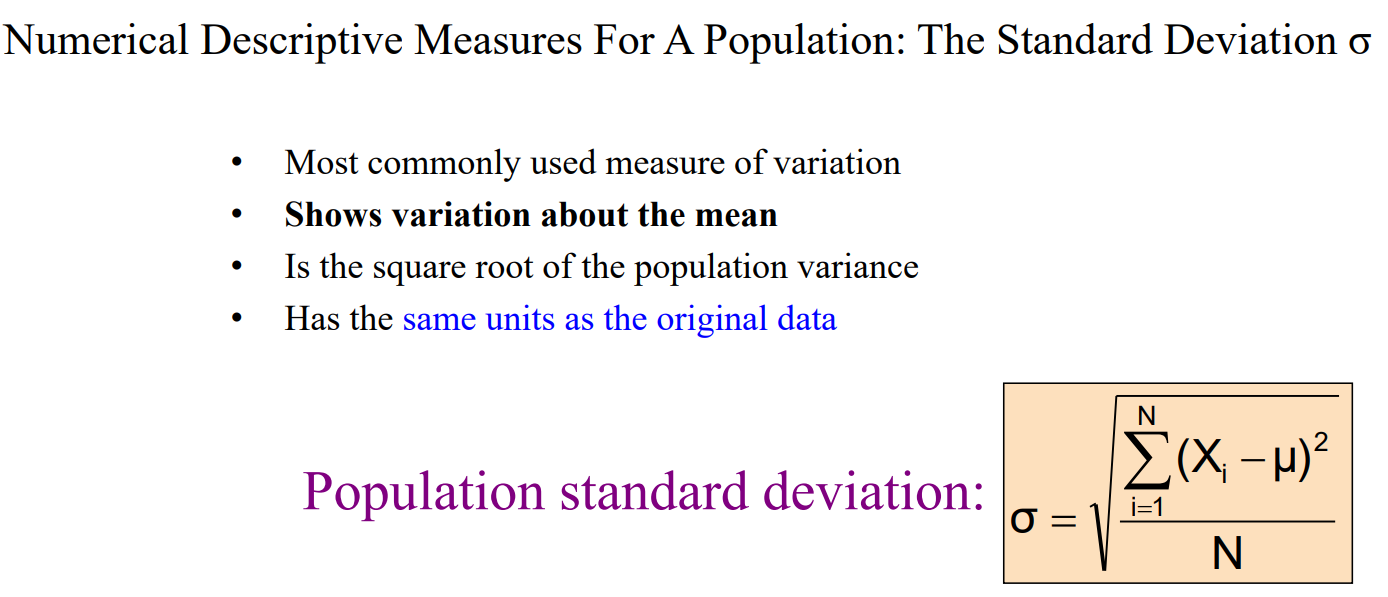 Numerical Descriptive Measures For A Population: The Standard Deviation σ
• Most commonly used measure of variation
• Shows variation about the mean
• Is the square root of the population variance
• Has the same units as the original data
Population standard deviation:
σ = √(∑_{i=1}^{N} (X_i − μ)² / N)